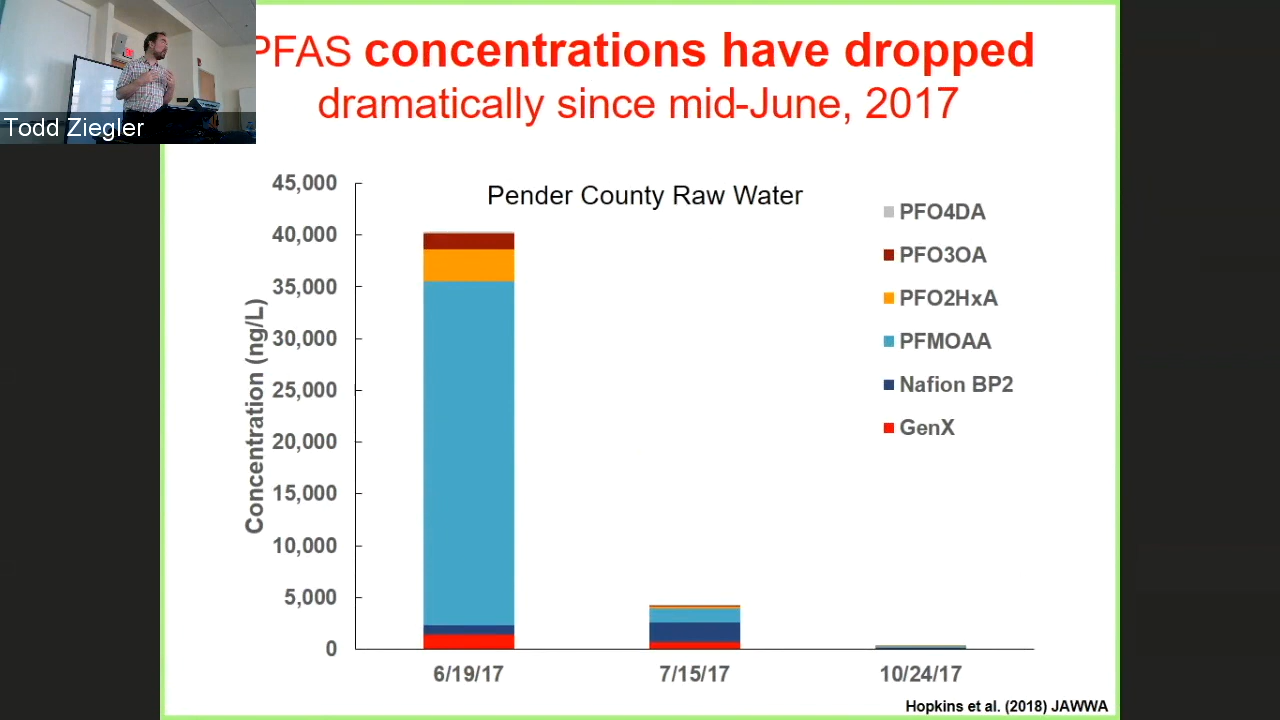 Todd Ziegler
PFAS concentrations have dropped
dramatically since mid-June, 2017
Pender County Raw Water
Concentration (ng/L)
45,000
40,000
35,000
30,000
25,000
20,000
15,000
10,000
5,000
0
6/19/17
7/15/17
10/24/17
PFO4DA
PFO3OA
PFO2HxA
PFMOAA
Nafion BP2
GenX
Hopkins et al. (2018) JAWWA